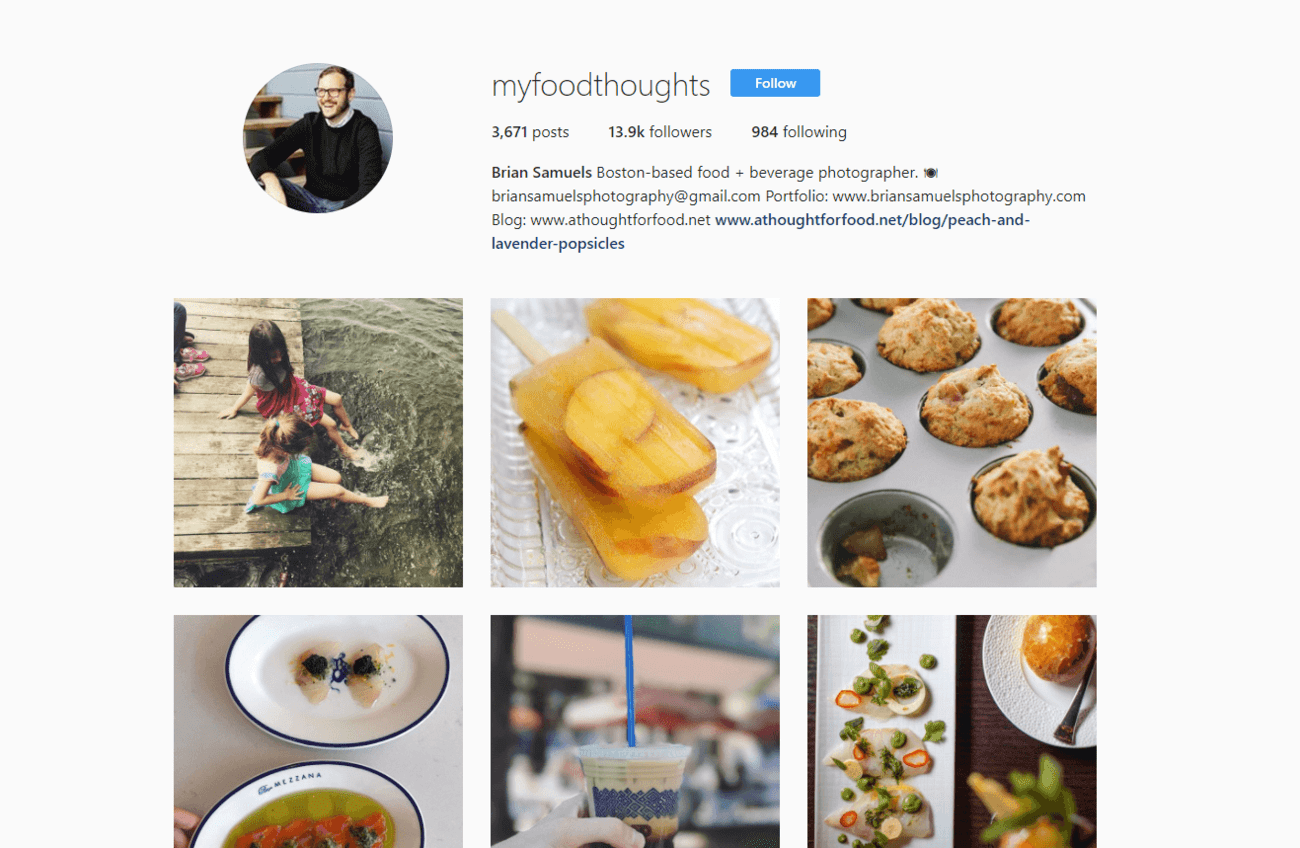 myfoodthoughts Follow
3,671 posts 13.9k followers 984 following
Brian Samuels Boston-based food + beverage photographer. 🍽
briansamuelsphotography@gmail.com Portfolio: www.briansamuelsphotography.com
Blog: www.athoughtforfood.net www.athoughtforfood.net/blog/peach-and-
lavender-popsicles
Bar MEZZANA